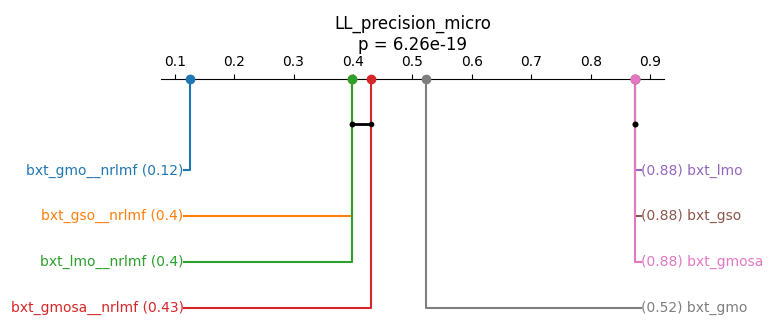 LL_precision_micro
p = 6.26e-19
0.1 0.2 0.3 0.4 0.5 0.6 0.7 0.8 0.9
bxt_gmo__nrlmf (0.12) (0.88) bxt_lmo
bxt_gso__nrlmf (0.4) (0.88) bxt_gso
bxt_lmo__nrlmf (0.4) (0.88) bxt_gmosa
bxt_gmosa__nrlmf (0.43) (0.52) bxt_gmo